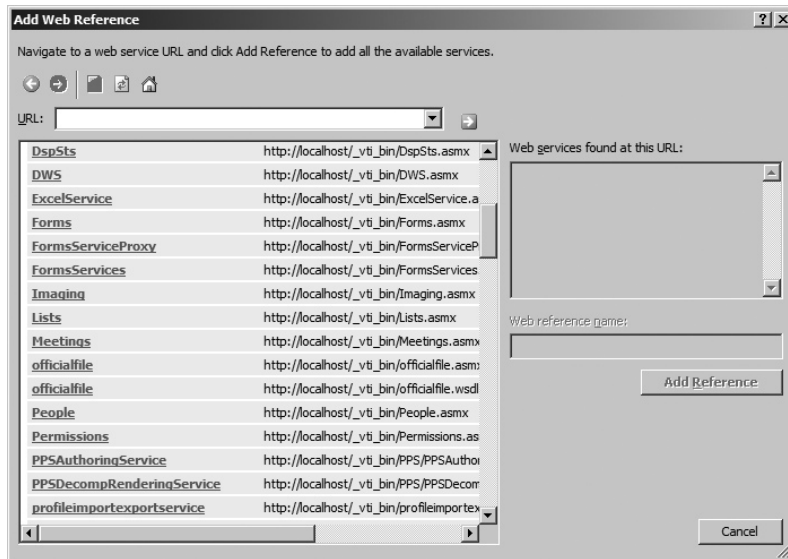 Add Web Reference
Navigate to a web service URL and click Add Reference to add all the available services.
URL:
DspSts http://localhost/_vti_bin/DspSts.asmx
DWS http://localhost/_vti_bin/DWS.asmx
ExcelService http://localhost/_vti_bin/ExcelService.a
Forms http://localhost/_vti_bin/Forms.asmx
FormsServiceProxy http://localhost/_vti_bin/FormsServiceP
FormsServices http://localhost/_vti_bin/FormsServices
Imaging http://localhost/_vti_bin/Imaging.asmx
Lists http://localhost/_vti_bin/Lists.asmx
Meetings http://localhost/_vti_bin/Meetings.asmx
officialfile http://localhost/_vti_bin/officialfile.asmx
officialfile http://localhost/_vti_bin/officialfile.wsdl
People http://localhost/_vti_bin/People.asmx
Permissions http://localhost/_vti_bin/Permissions.as
PPSAuthoringService http://localhost/_vti_bin/PPS/PPSAuthor
PPSDecompRenderingService http://localhost/_vti_bin/PPS/PPSDecom
profileimportexportservice http://localhost/_vti_bin/profileimportex
Web services found at this URL:
Web reference name:
Add Reference
Cancel